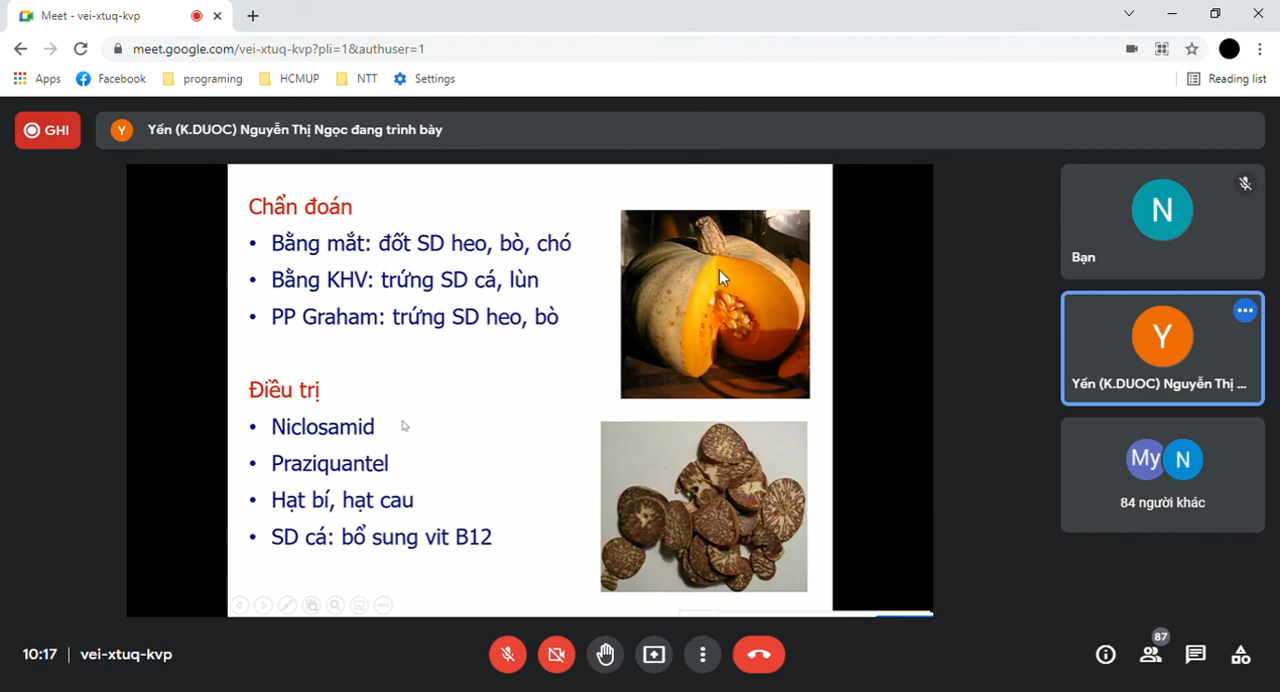 Meet - vei-xtuq-kvp
meet.google.com/vei-xtuq-kvp?pli=1&authuser=1
Apps
Facebook
programing
HCMUP
NTT
Settings
Reading list
GHI
Y
Yến (K.DUOC) Nguyễn Thị Ngọc đang trình bày
Chẩn đoán
• Bằng mắt: đốt SD heo, bò, chó
• Bằng KHV: trứng SD cá, lùn
• PP Graham: trứng SD heo, bò
Điều trị
• Niclosamid
• Praziquantel
• Hạt bí, hạt cau
• SD cá: bổ sung vit B12
N
Bạn
Y
Yến (K.DUOC) Nguyễn Thị ...
My N
84 người khác
10:17 | vei-xtuq-kvp
87